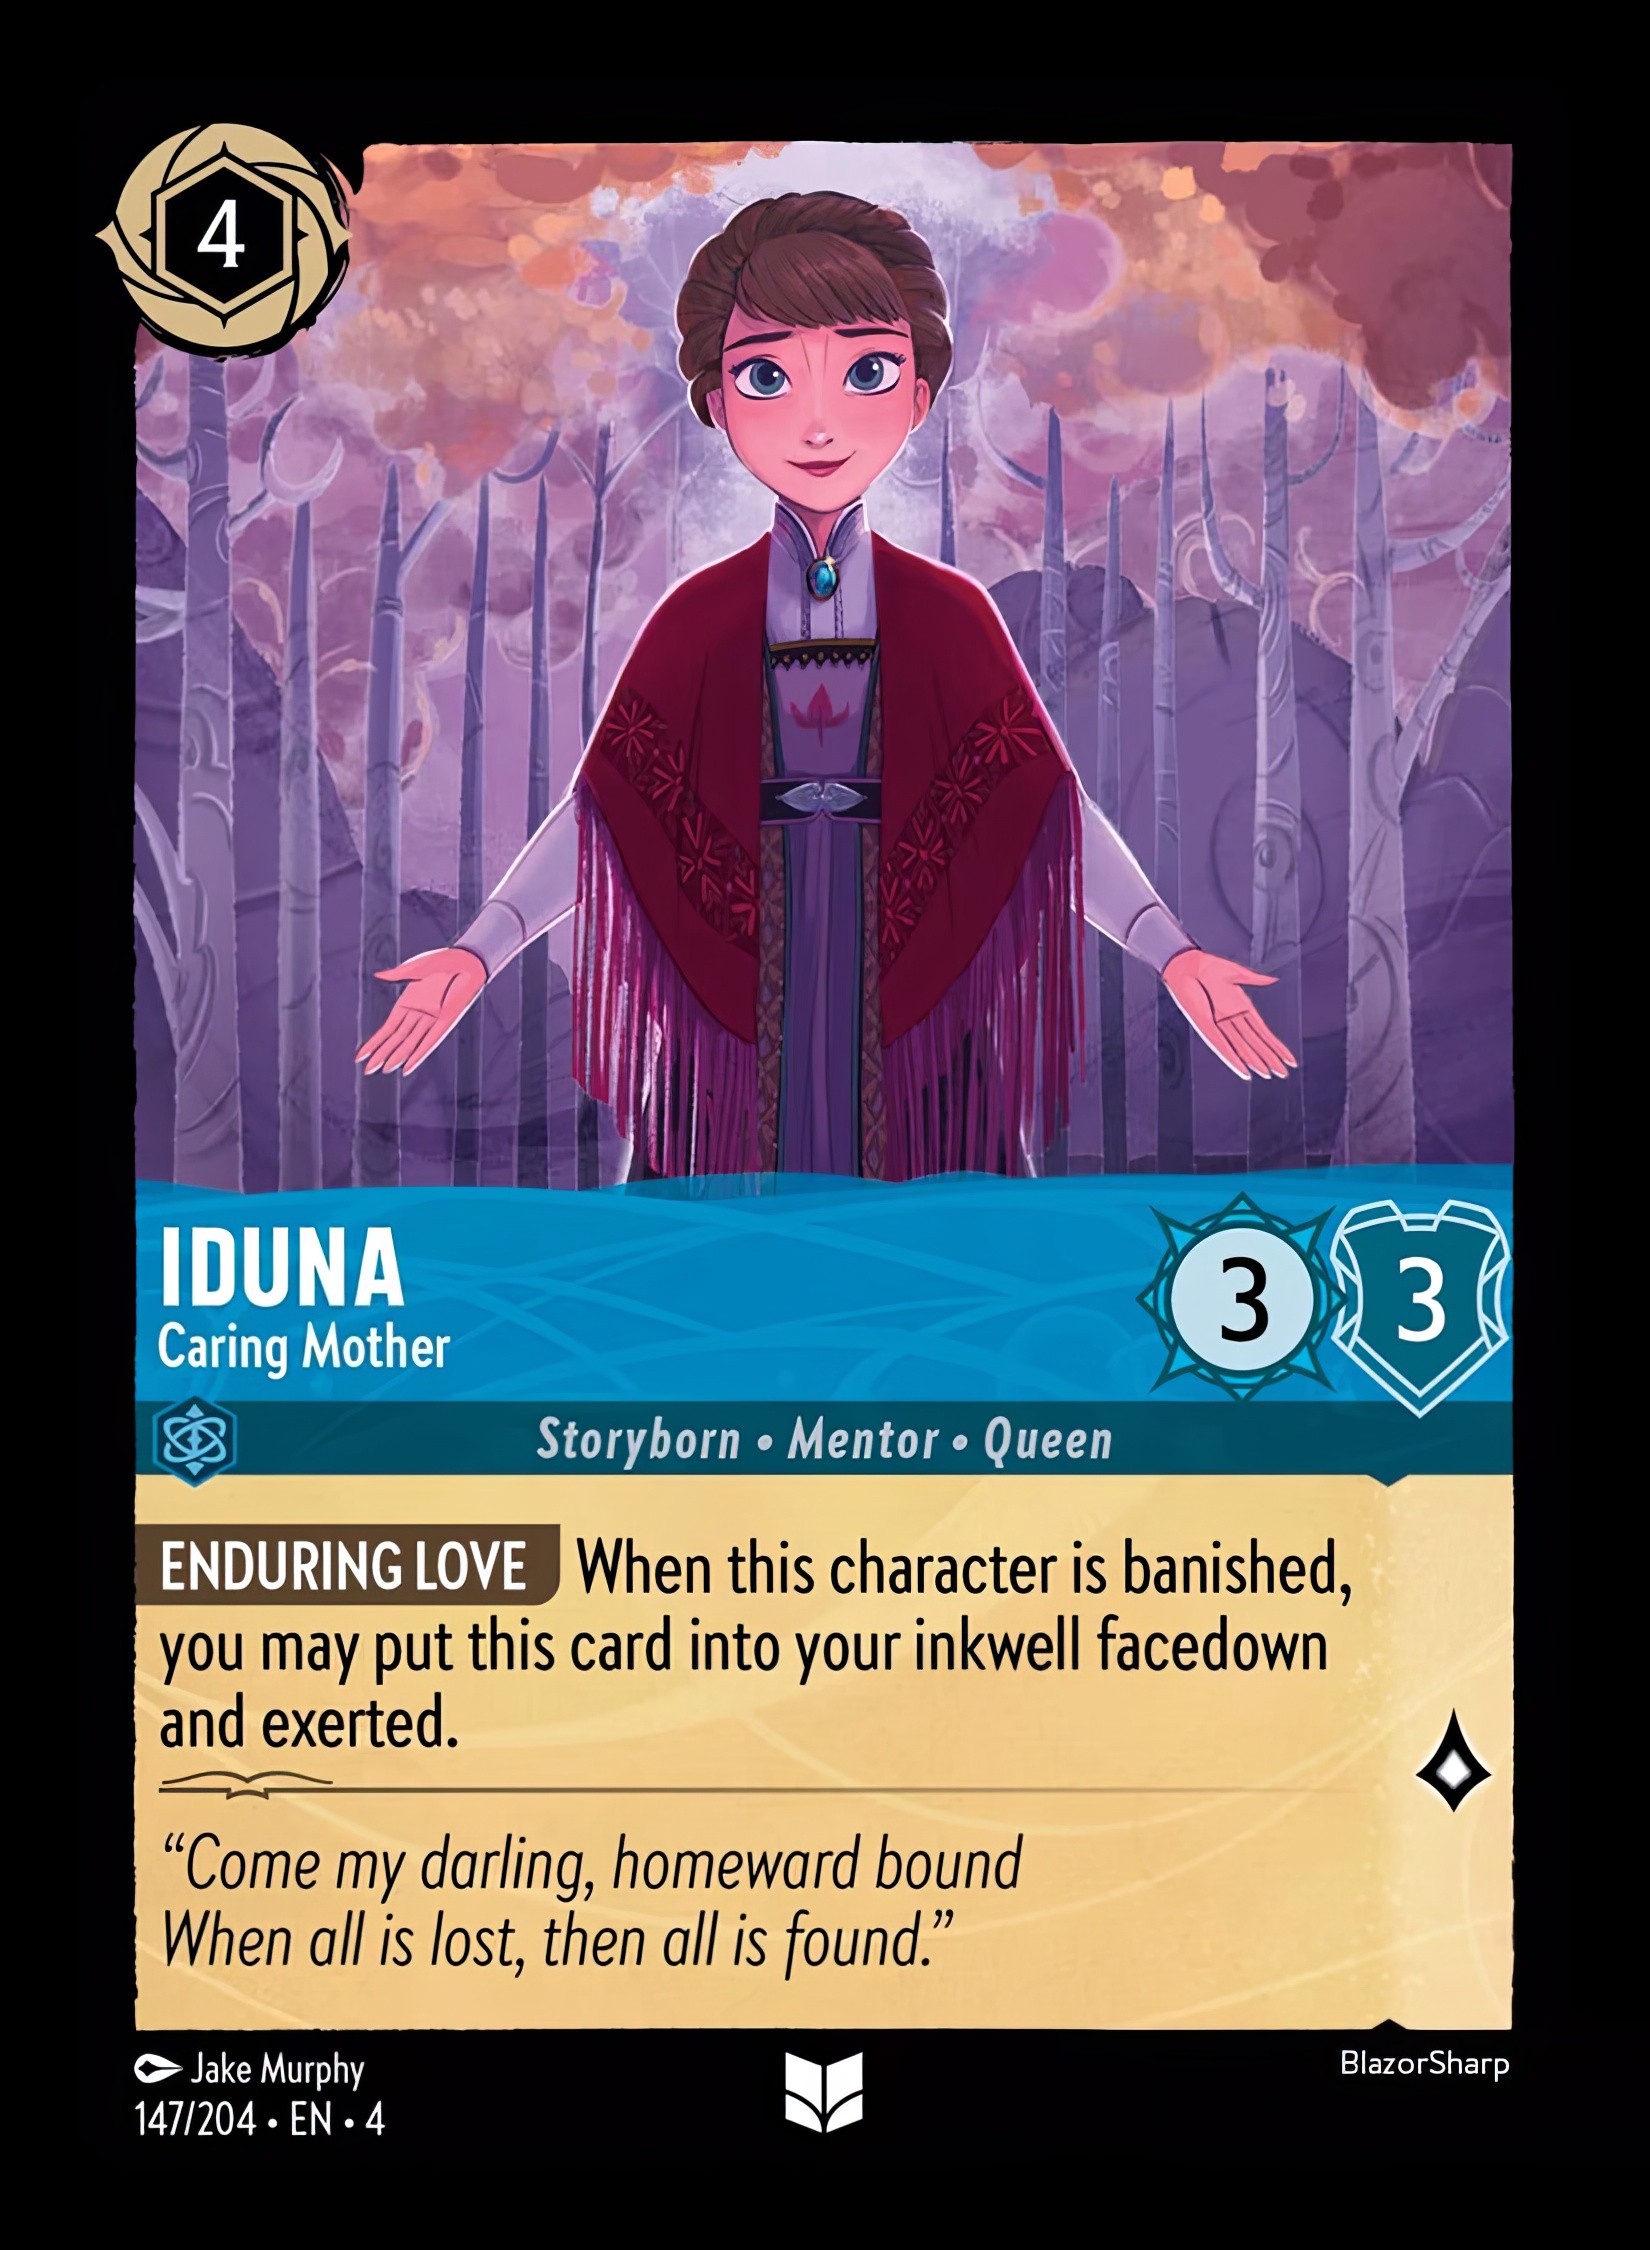 4
IDUNA
Caring Mother
3
3
Storyborn • Mentor • Queen
ENDURING LOVE When this character is banished,
you may put this card into your inkwell facedown
and exerted.
“Come my darling, homeward bound
When all is lost, then all is found.”
Jake Murphy
BlazorSharp
147/204 • EN • 4